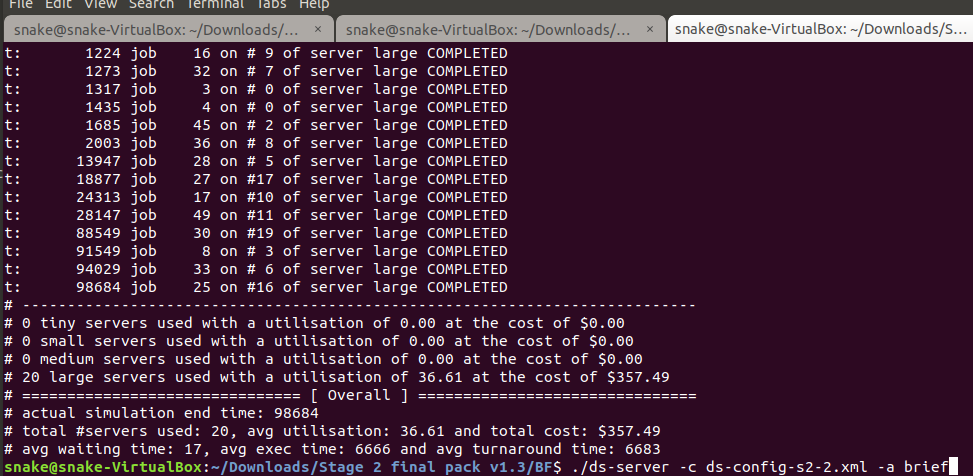 File Edit View Search Terminal Tabs Help
snake@snake-VirtualBox: ~/Downloads/... × snake@snake-VirtualBox: ~/Downloads/... × snake@snake-VirtualBox: ~/Downloads/S...
t:       1224 job    16 on # 9 of server large COMPLETED
t:       1273 job    32 on # 7 of server large COMPLETED
t:       1317 job     3 on # 0 of server large COMPLETED
t:       1435 job     4 on # 0 of server large COMPLETED
t:       1685 job    45 on # 2 of server large COMPLETED
t:       2003 job    36 on # 8 of server large COMPLETED
t:      13947 job    28 on # 5 of server large COMPLETED
t:      18877 job    27 on #17 of server large COMPLETED
t:      24313 job    17 on #10 of server large COMPLETED
t:      28147 job    49 on #11 of server large COMPLETED
t:      88549 job    30 on #19 of server large COMPLETED
t:      91549 job     8 on # 3 of server large COMPLETED
t:      94029 job    33 on # 6 of server large COMPLETED
t:      98684 job    25 on #16 of server large COMPLETED
# ---------------------------------------------------------------------------
# 0 tiny servers used with a utilisation of 0.00 at the cost of $0.00
# 0 small servers used with a utilisation of 0.00 at the cost of $0.00
# 0 medium servers used with a utilisation of 0.00 at the cost of $0.00
# 20 large servers used with a utilisation of 36.61 at the cost of $357.49
# =============================== [ Overall ] ===============================
# actual simulation end time: 98684
# total #servers used: 20, avg utilisation: 36.61 and total cost: $357.49
# avg waiting time: 17, avg exec time: 6666 and avg turnaround time: 6683
snake@snake-VirtualBox:~/Downloads/Stage 2 final pack v1.3/BF$ ./ds-server -c ds-config-s2-2.xml -a brief